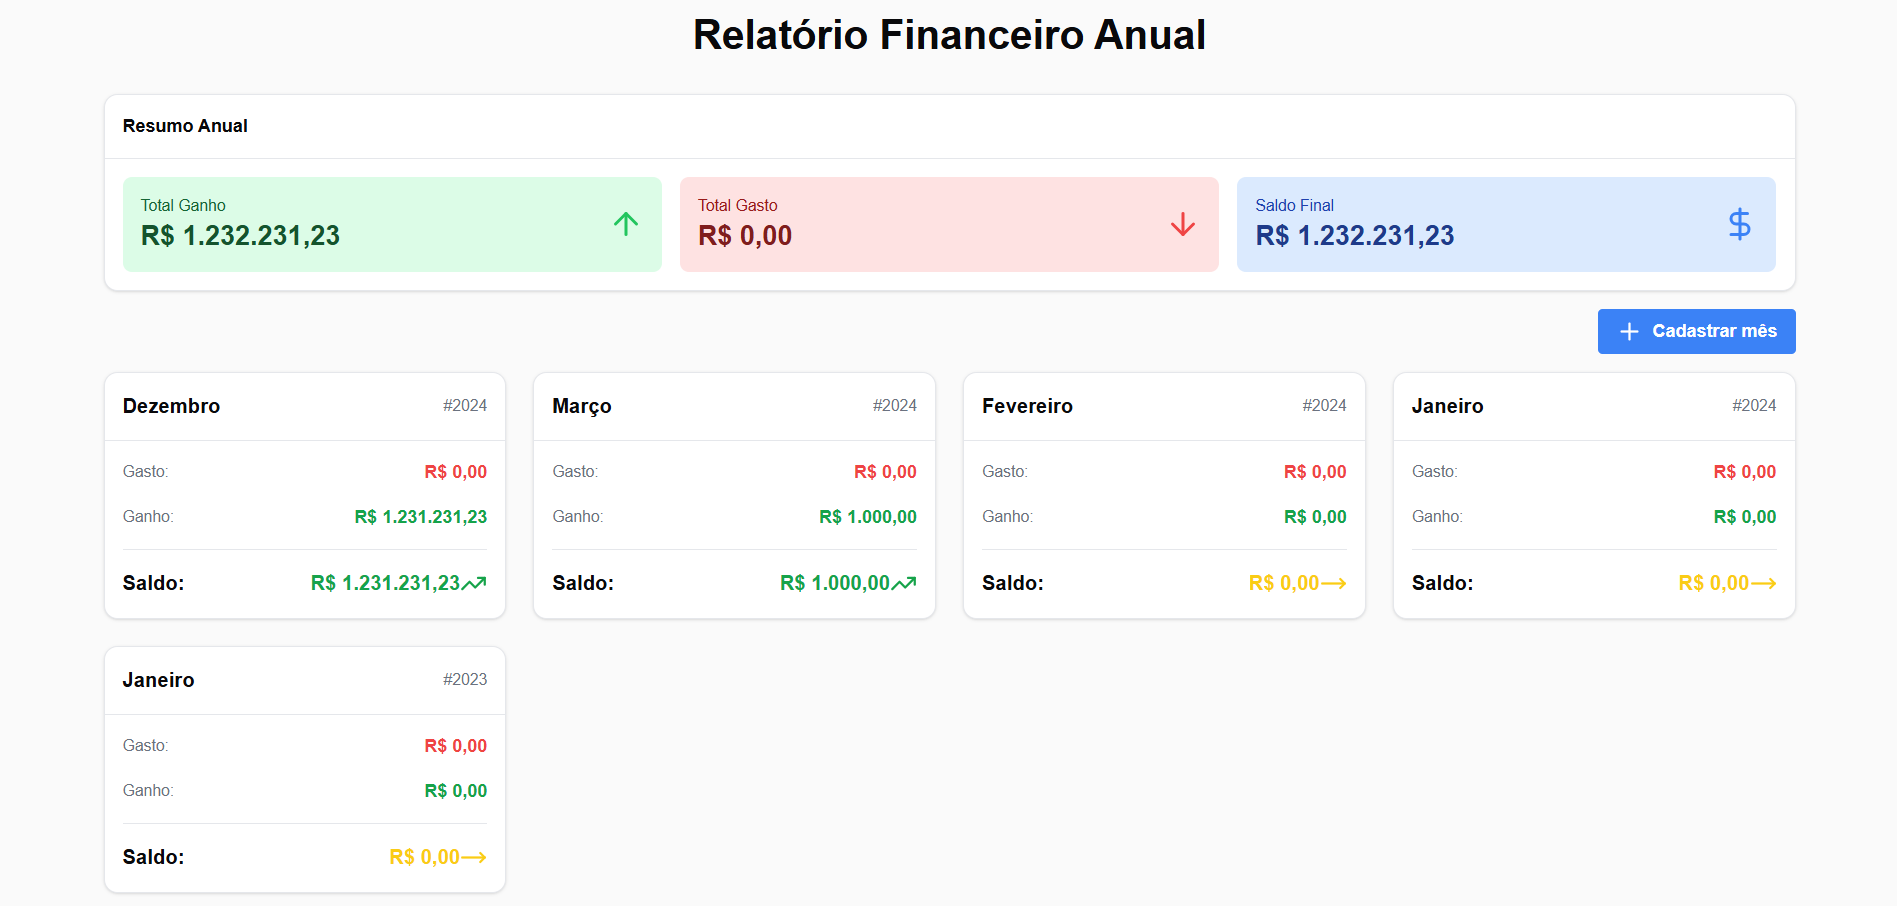 Relatório Financeiro Anual
Resumo Anual
Total Ganho
R$ 1.232.231,23
Total Gasto
R$ 0,00
Saldo Final
R$ 1.232.231,23
Cadastrar mês
Dezembro #2024
Gasto: R$ 0,00
Ganho: R$ 1.231.231,23
Saldo: R$ 1.231.231,23
Março #2024
Gasto: R$ 0,00
Ganho: R$ 1.000,00
Saldo: R$ 1.000,00
Fevereiro #2024
Gasto: R$ 0,00
Ganho: R$ 0,00
Saldo: R$ 0,00
Janeiro #2024
Gasto: R$ 0,00
Ganho: R$ 0,00
Saldo: R$ 0,00
Janeiro #2023
Gasto: R$ 0,00
Ganho: R$ 0,00
Saldo: R$ 0,00